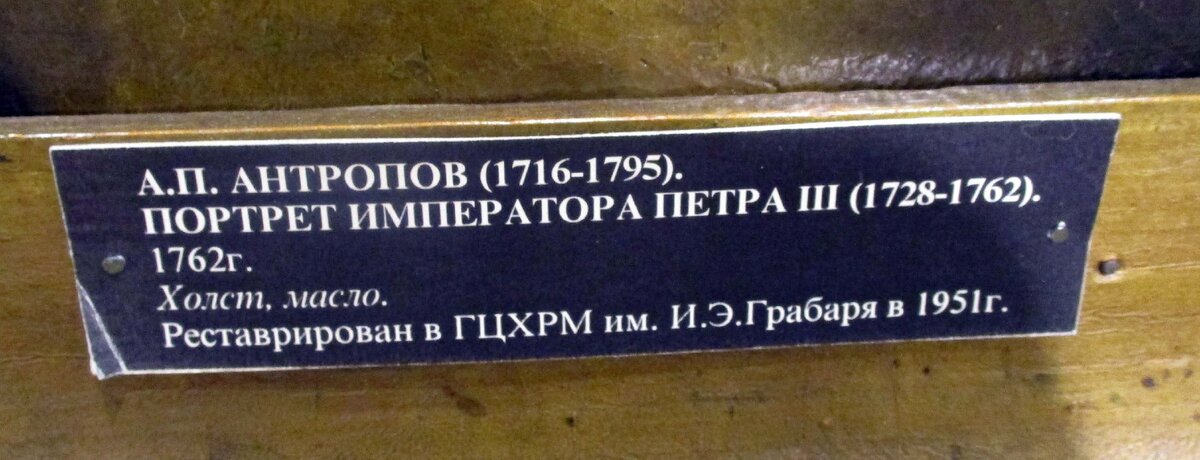 А.П. АНТРОПОВ (1716-1795).
ПОРТРЕТ ИМПЕРАТОРА ПЕТРА III (1728-1762).
1762г.
Холст, масло.
Реставрирован в ГЦХРМ им. И.Э.Грабаря в 1951г.